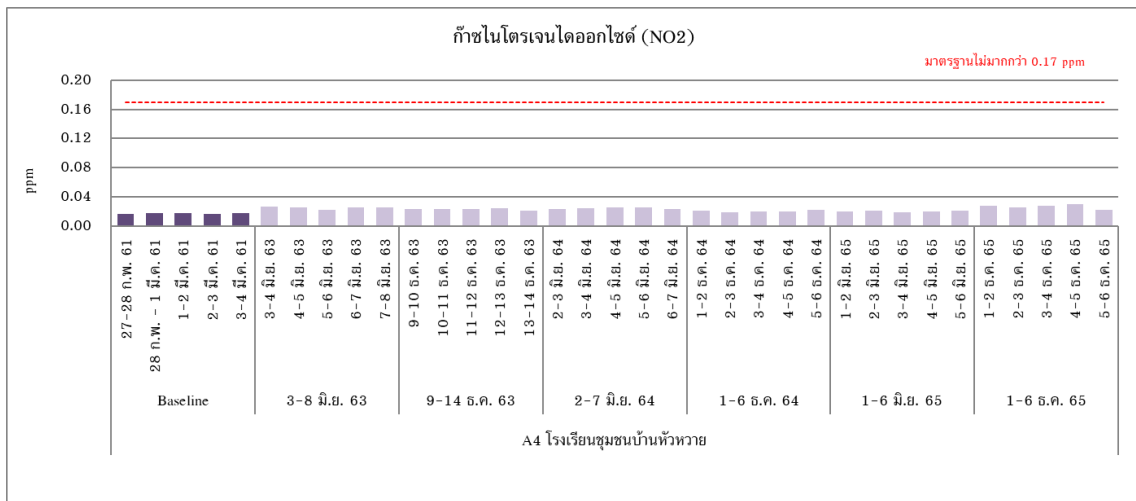 ก๊าซไนโตรเจนไดออกไซด์ (NO2)
มาตรฐานไม่มากกว่า 0.17 ppm
ppm
0.20
0.16
0.12
0.08
0.04
0.00
27-28 ก.พ. 61
28 ก.พ. - 1 มี.ค. 61
1-2 มี.ค. 61
2-3 มี.ค. 61
3-4 มี.ค. 61
3-4 มิ.ย. 63
4-5 มิ.ย. 63
5-6 มิ.ย. 63
6-7 มิ.ย. 63
7-8 มิ.ย. 63
9-10 ธ.ค. 63
10-11 ธ.ค. 63
11-12 ธ.ค. 63
12-13 ธ.ค. 63
13-14 ธ.ค. 63
2-3 มิ.ย. 64
3-4 มิ.ย. 64
4-5 มิ.ย. 64
5-6 มิ.ย. 64
6-7 มิ.ย. 64
1-2 ธ.ค. 64
2-3 ธ.ค. 64
3-4 ธ.ค. 64
4-5 ธ.ค. 64
5-6 ธ.ค. 64
1-2 มิ.ย. 65
2-3 มิ.ย. 65
3-4 มิ.ย. 65
4-5 มิ.ย. 65
5-6 มิ.ย. 65
1-2 ธ.ค. 65
2-3 ธ.ค. 65
3-4 ธ.ค. 65
4-5 ธ.ค. 65
5-6 ธ.ค. 65
Baseline
3-8 มิ.ย. 63
9-14 ธ.ค. 63
2-7 มิ.ย. 64
1-6 ธ.ค. 64
1-6 มิ.ย. 65
1-6 ธ.ค. 65
A4 โรงเรียนชุมชนบ้านหัวหวาย